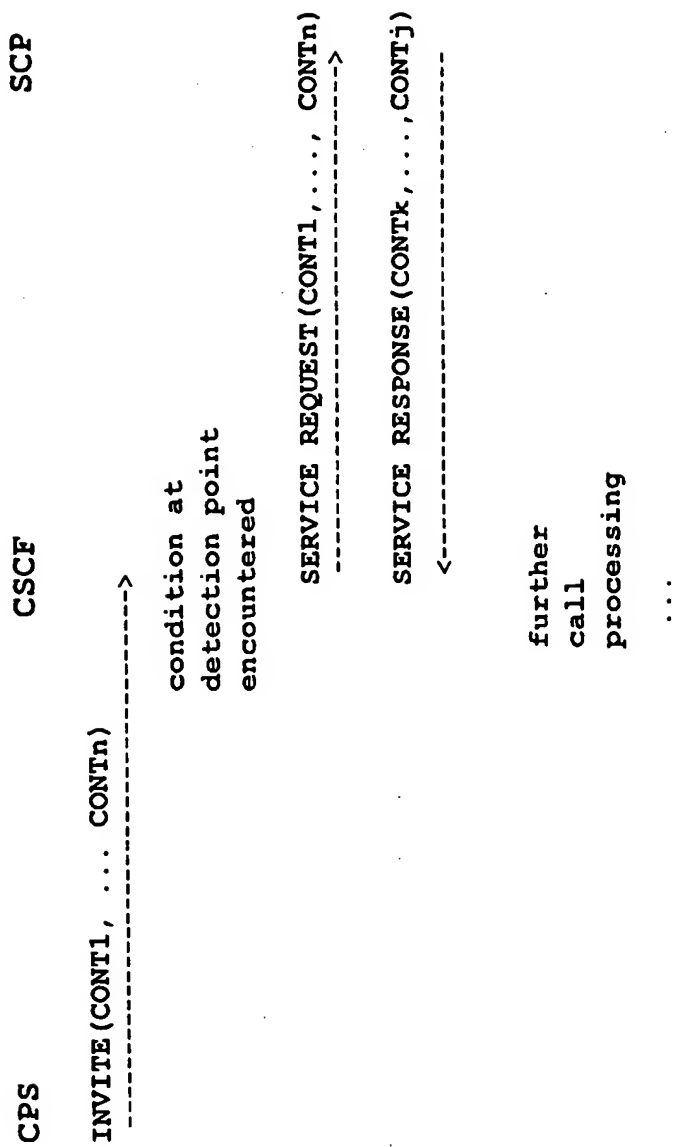 CPS CSCF SCP
INVITE(CONT1, ... CONTn)
------------------------------>
condition at
detection point
encountered
SERVICE REQUEST(CONT1,..., CONTn)
------------------------------>
SERVICE RESPONSE(CONTk,...,CONTj)
<------------------------------
further
call
processing
...